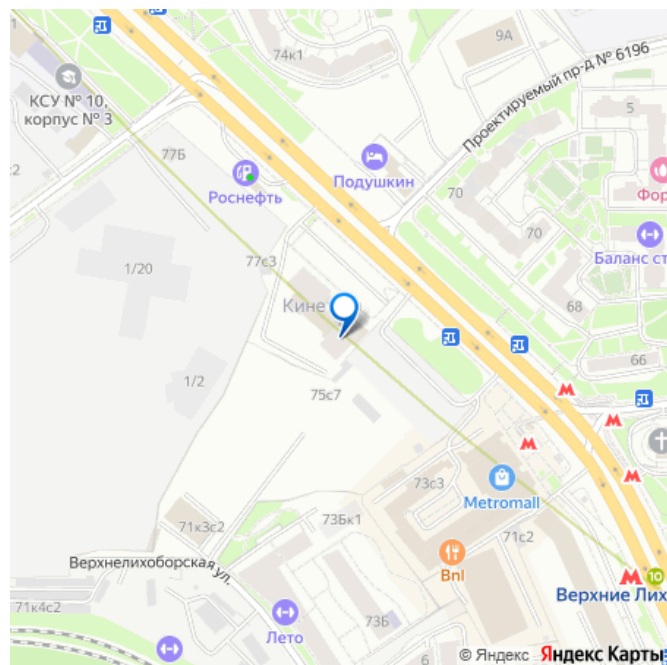 74к1
9А
Проектируемый пр-д № 6196
КСУ № 10,
корпус № 3
77Б
Роснефть
Подушкин
5
70
70
Фор
Баланс ст
77с3
1/20
Кине
68
66
1/2
75с7
73с3
Metromall
71с2
71к3с2
73Бк1
Верхнелихоборская ул.
Bnl
10
Верхние Лих
71к4с2
Лето
73Б
6
© Яндекс Яндекс Карты